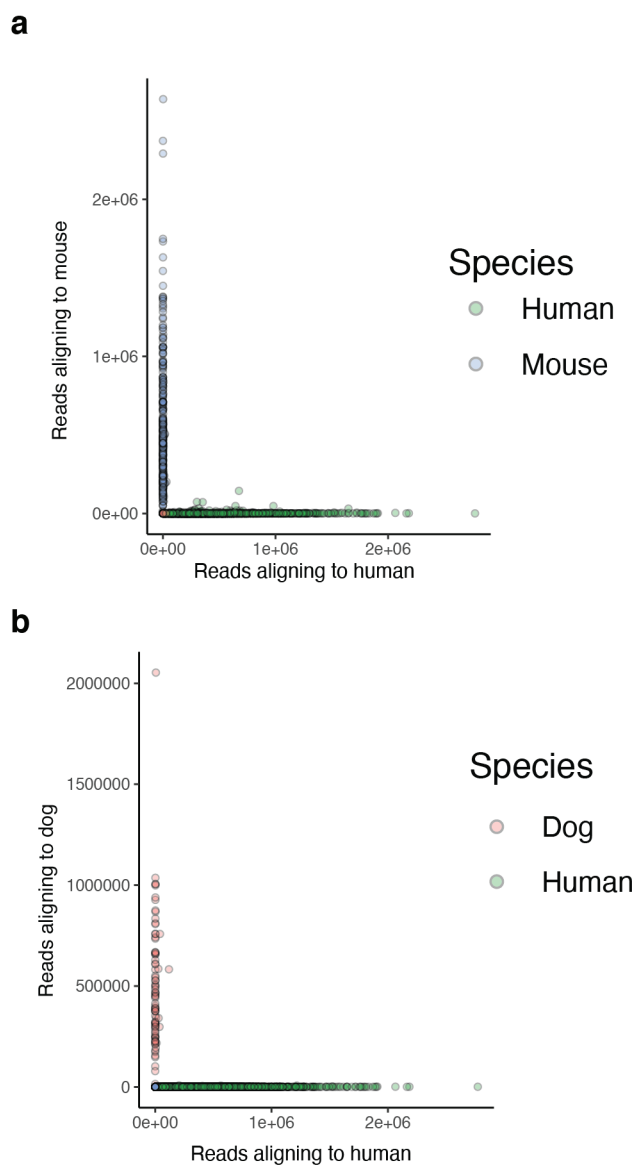 a
Reads aligning to mouse
2e+06
1e+06
0e+00
0e+00 1e+06 2e+06
Reads aligning to human
Species
Human
Mouse
b
Reads aligning to dog
2000000
1500000
1000000
500000
0
0e+00 1e+06 2e+06
Reads aligning to human
Species
Dog
Human